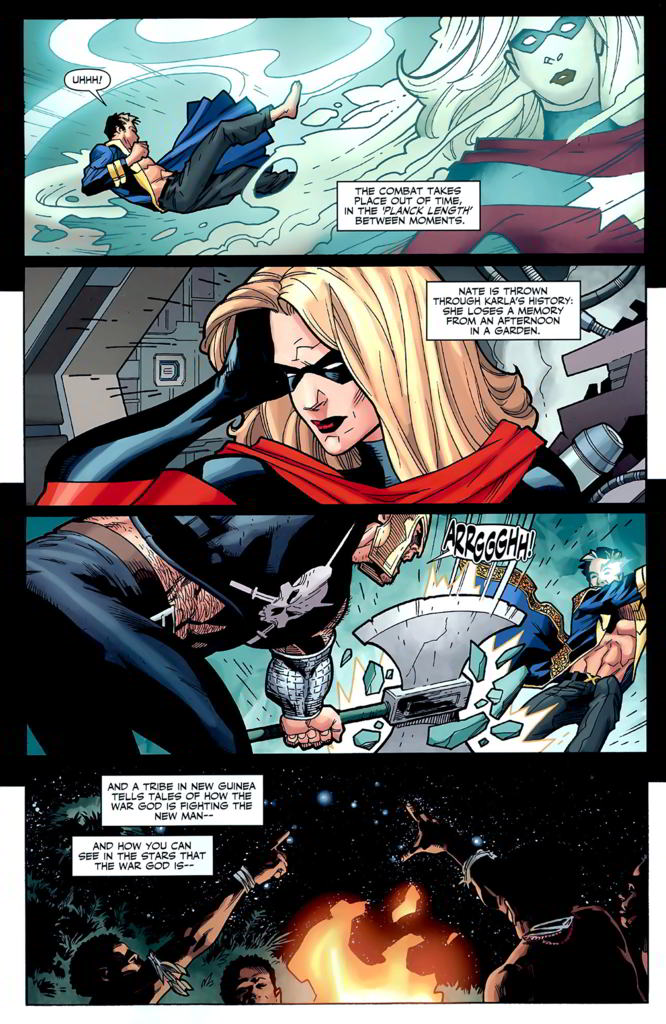 UHHH!
THE COMBAT TAKES
PLACE OUT OF TIME,
IN THE 'PLANCK LENGTH'
BETWEEN MOMENTS.
NATE IS THROWN
THROUGH KARLA'S HISTORY:
SHE LOSES A MEMORY
FROM AN AFTERNOON
IN A GARDEN.
ARRGGGHH!
AND A TRIBE IN NEW GUINEA
TELLS TALES OF HOW THE
WAR GOD IS FIGHTING THE
NEW MAN--
AND HOW YOU CAN
SEE IN THE STARS THAT
THE WAR GOD IS--